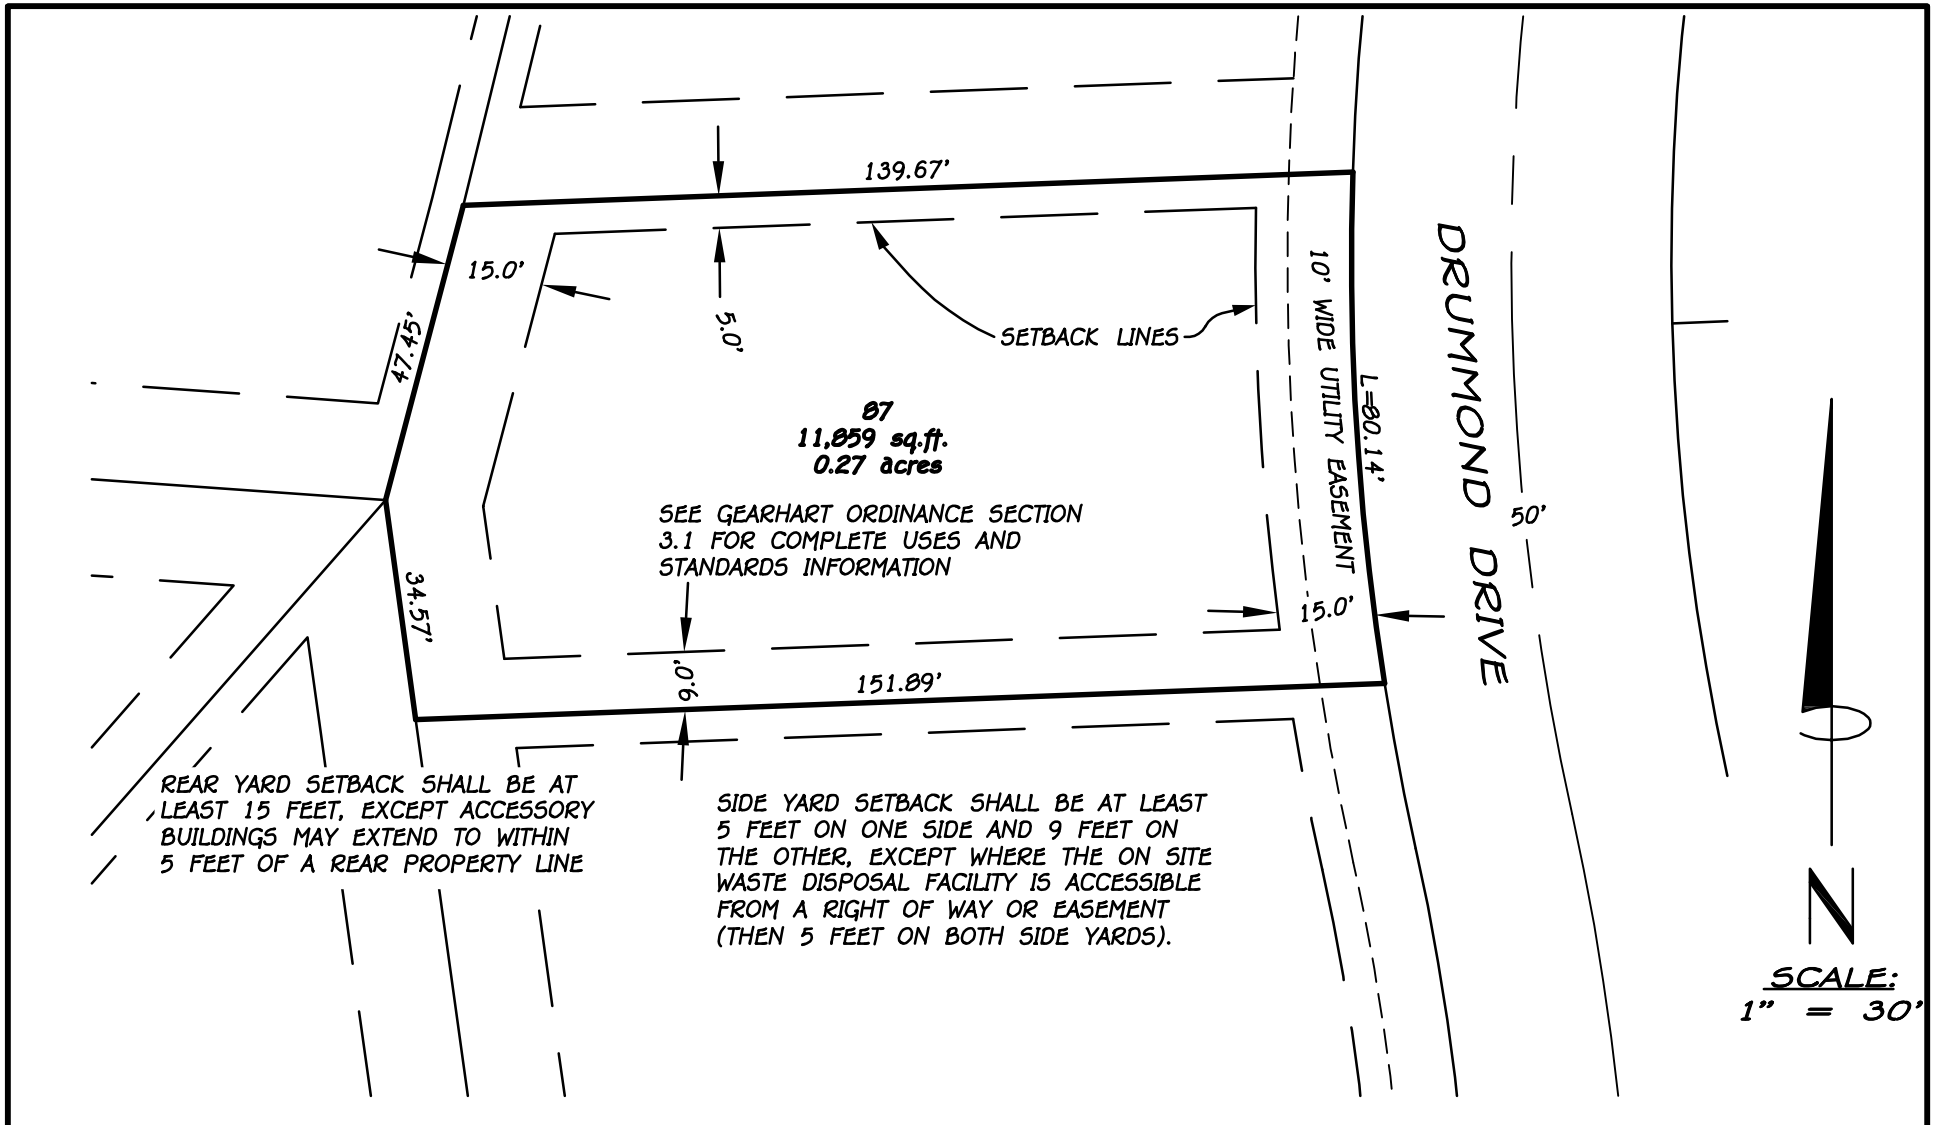 139.67'
15.0'
5.0'
47.45'
SETBACK LINES
10' WIDE UTILITY EASEMENT
L=80.14'
DRUMMOND DRIVE
50'
87
11,859 sq.ft.
0.27 acres
SEE GEARHART ORDINANCE SECTION
3.1 FOR COMPLETE USES AND
STANDARDS INFORMATION
34.57'
15.0'
9.0'
151.89'
REAR YARD SETBACK SHALL BE AT
LEAST 15 FEET, EXCEPT ACCESSORY
BUILDINGS MAY EXTEND TO WITHIN
5 FEET OF A REAR PROPERTY LINE
SIDE YARD SETBACK SHALL BE AT LEAST
5 FEET ON ONE SIDE AND 9 FEET ON
THE OTHER, EXCEPT WHERE THE ON SITE
WASTE DISPOSAL FACILITY IS ACCESSIBLE
FROM A RIGHT OF WAY OR EASEMENT
(THEN 5 FEET ON BOTH SIDE YARDS).
N
SCALE:
1" = 30'